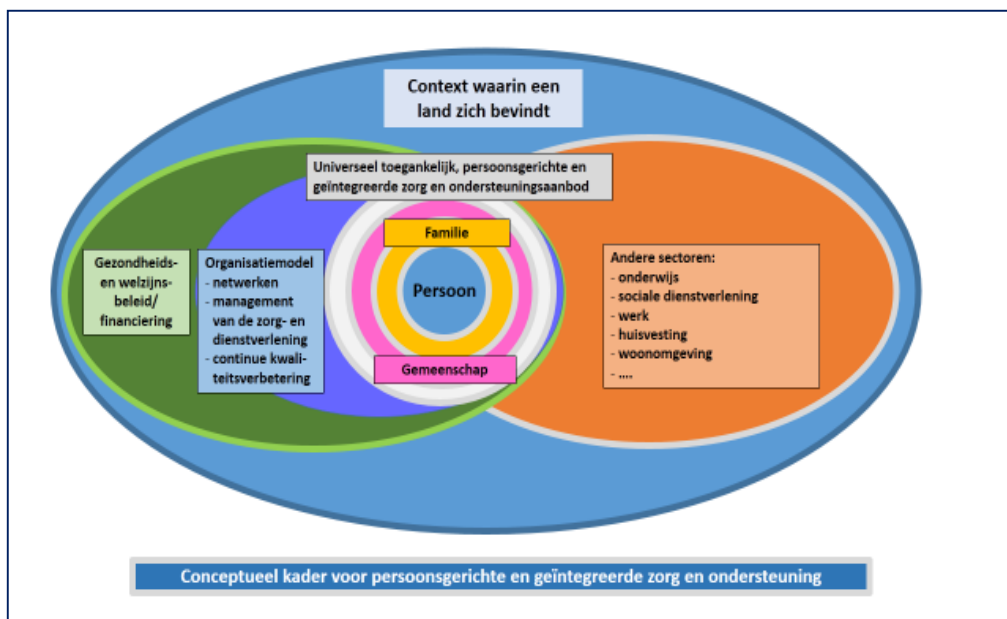 Context waarin een
land zich bevindt
Universeel toegankelijk, persoonsgerichte en
geïntegreerde zorg en ondersteuningsaanbod
Familie
Persoon
Gemeenschap
Gezondheids-
en welzijns-
beleid/
financiering
Organisatiemodel
- netwerken
- management
van de zorg- en
dienstverlening
- continue kwali-
teitsverbetering
Andere sectoren:
- onderwijs
- sociale dienstverlening
- werk
- huisvesting
- woonomgeving
- ....
Conceptueel kader voor persoonsgerichte en geïntegreerde zorg en ondersteuning